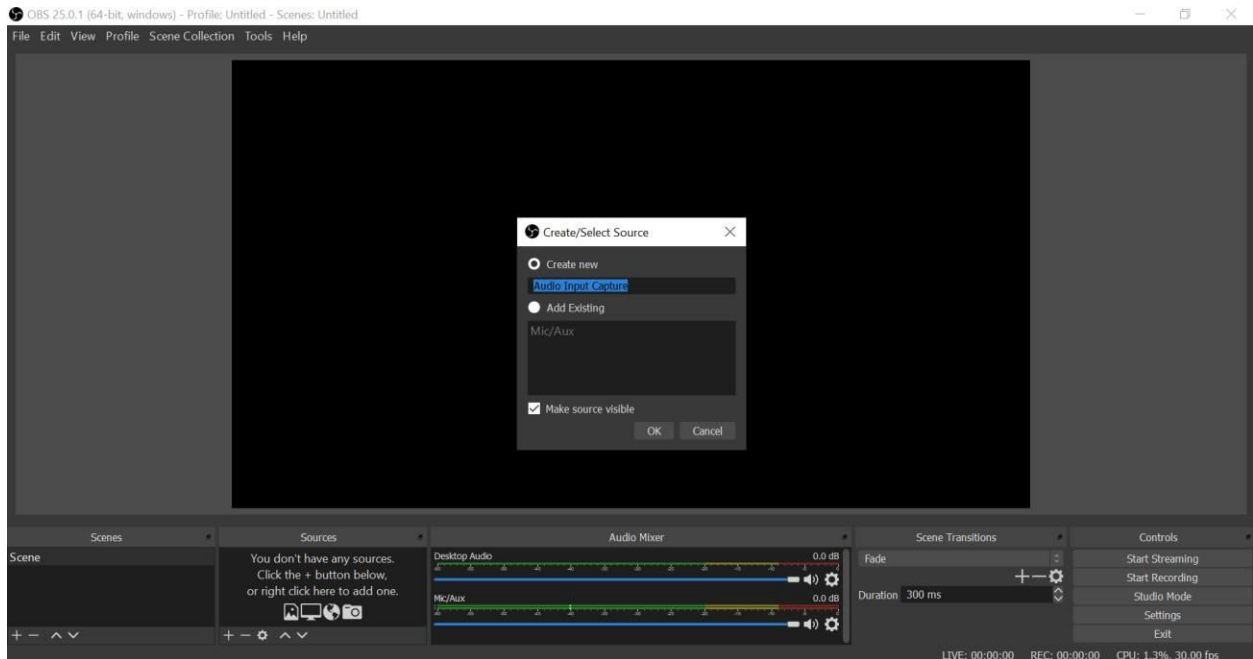 OBS 25.0.1 (64-bit, windows) - Profile: Untitled - Scenes: Untitled
File Edit View Profile Scene Collection Tools Help
Create/Select Source
Create new
Audio Input Capture
Add Existing
Mic/Aux
Make source visible
OK Cancel
Scenes
Scene
Sources
You don't have any sources.
Click the + button below,
or right click here to add one.
Audio Mixer
Desktop Audio 0.0 dB
Mic/Aux 0.0 dB
Scene Transitions
Fade
Duration 300 ms
Controls
Start Streaming
Start Recording
Studio Mode
Settings
Exit
LIVE: 00:00:00 REC: 00:00:00 CPU: 1.3%, 30.00 fps